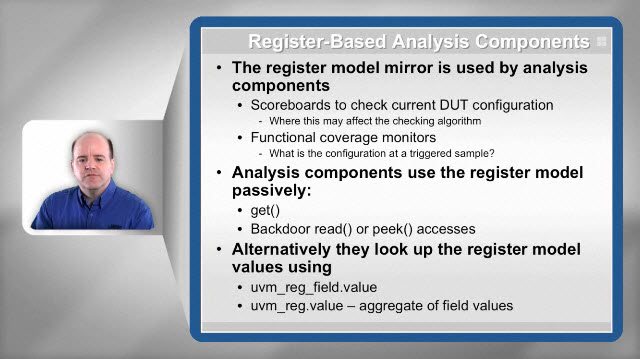 Register-Based Analysis Components
• The register model mirror is used by analysis
components
• Scoreboards to check current DUT configuration
- Where this may affect the checking algorithm
• Functional coverage monitors
- What is the configuration at a triggered sample?
• Analysis components use the register model
passively:
• get()
• Backdoor read() or peek() accesses
• Alternatively they look up the register model
values using
• uvm_reg_field.value
• uvm_reg.value – aggregate of field values